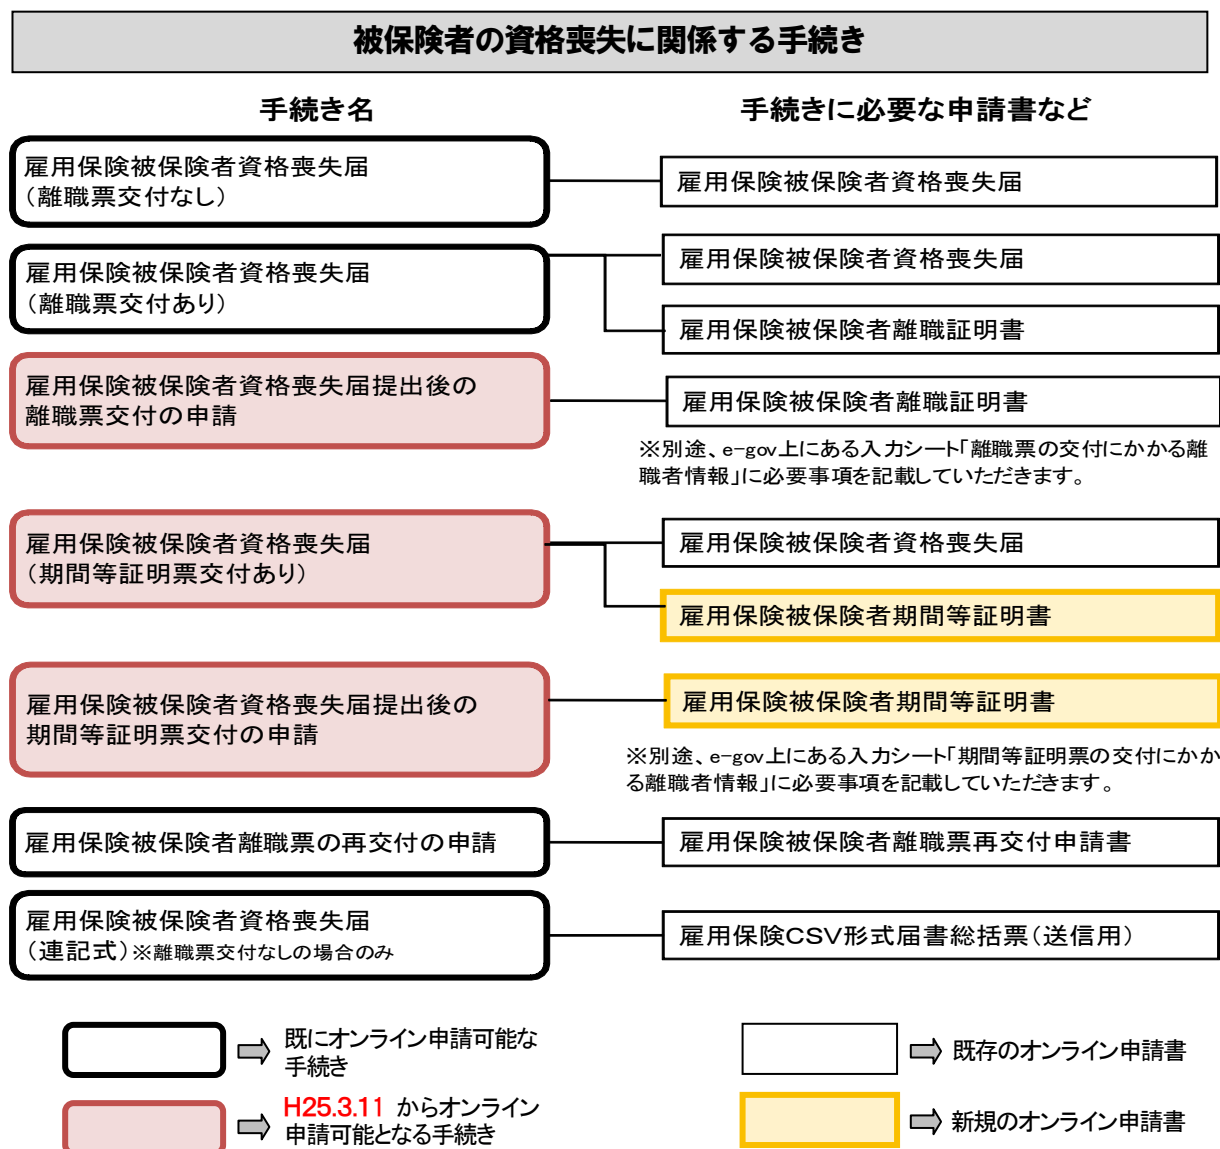 被保険者の資格喪失に関係する手続き
手続き名
手続きに必要な申請書など
雇用保険被保険者資格喪失届
（離職票交付なし）
雇用保険被保険者資格喪失届
雇用保険被保険者資格喪失届
（離職票交付あり）
雇用保険被保険者資格喪失届
雇用保険被保険者離職証明書
雇用保険被保険者資格喪失届提出後の
離職票交付の申請
雇用保険被保険者離職証明書
※別途、e-gov上にある入力シート「離職票の交付にかかる離
職者情報」に必要事項を記載していただきます。
雇用保険被保険者資格喪失届
（期間等証明票交付あり）
雇用保険被保険者資格喪失届
雇用保険被保険者期間等証明書
雇用保険被保険者資格喪失届提出後の
期間等証明票交付の申請
雇用保険被保険者期間等証明書
※別途、e-gov上にある入力シート「期間等証明票の交付にかか
る離職者情報」に必要事項を記載していただきます。
雇用保険被保険者離職票の再交付の申請
雇用保険被保険者離職票再交付申請書
雇用保険被保険者資格喪失届
（連記式）※離職票交付なしの場合のみ
雇用保険CSV形式届書総括票（送信用）
既にオンライン申請可能な
手続き
既存のオンライン申請書
H25.3.11 からオンライン
申請可能となる手続き
新規のオンライン申請書